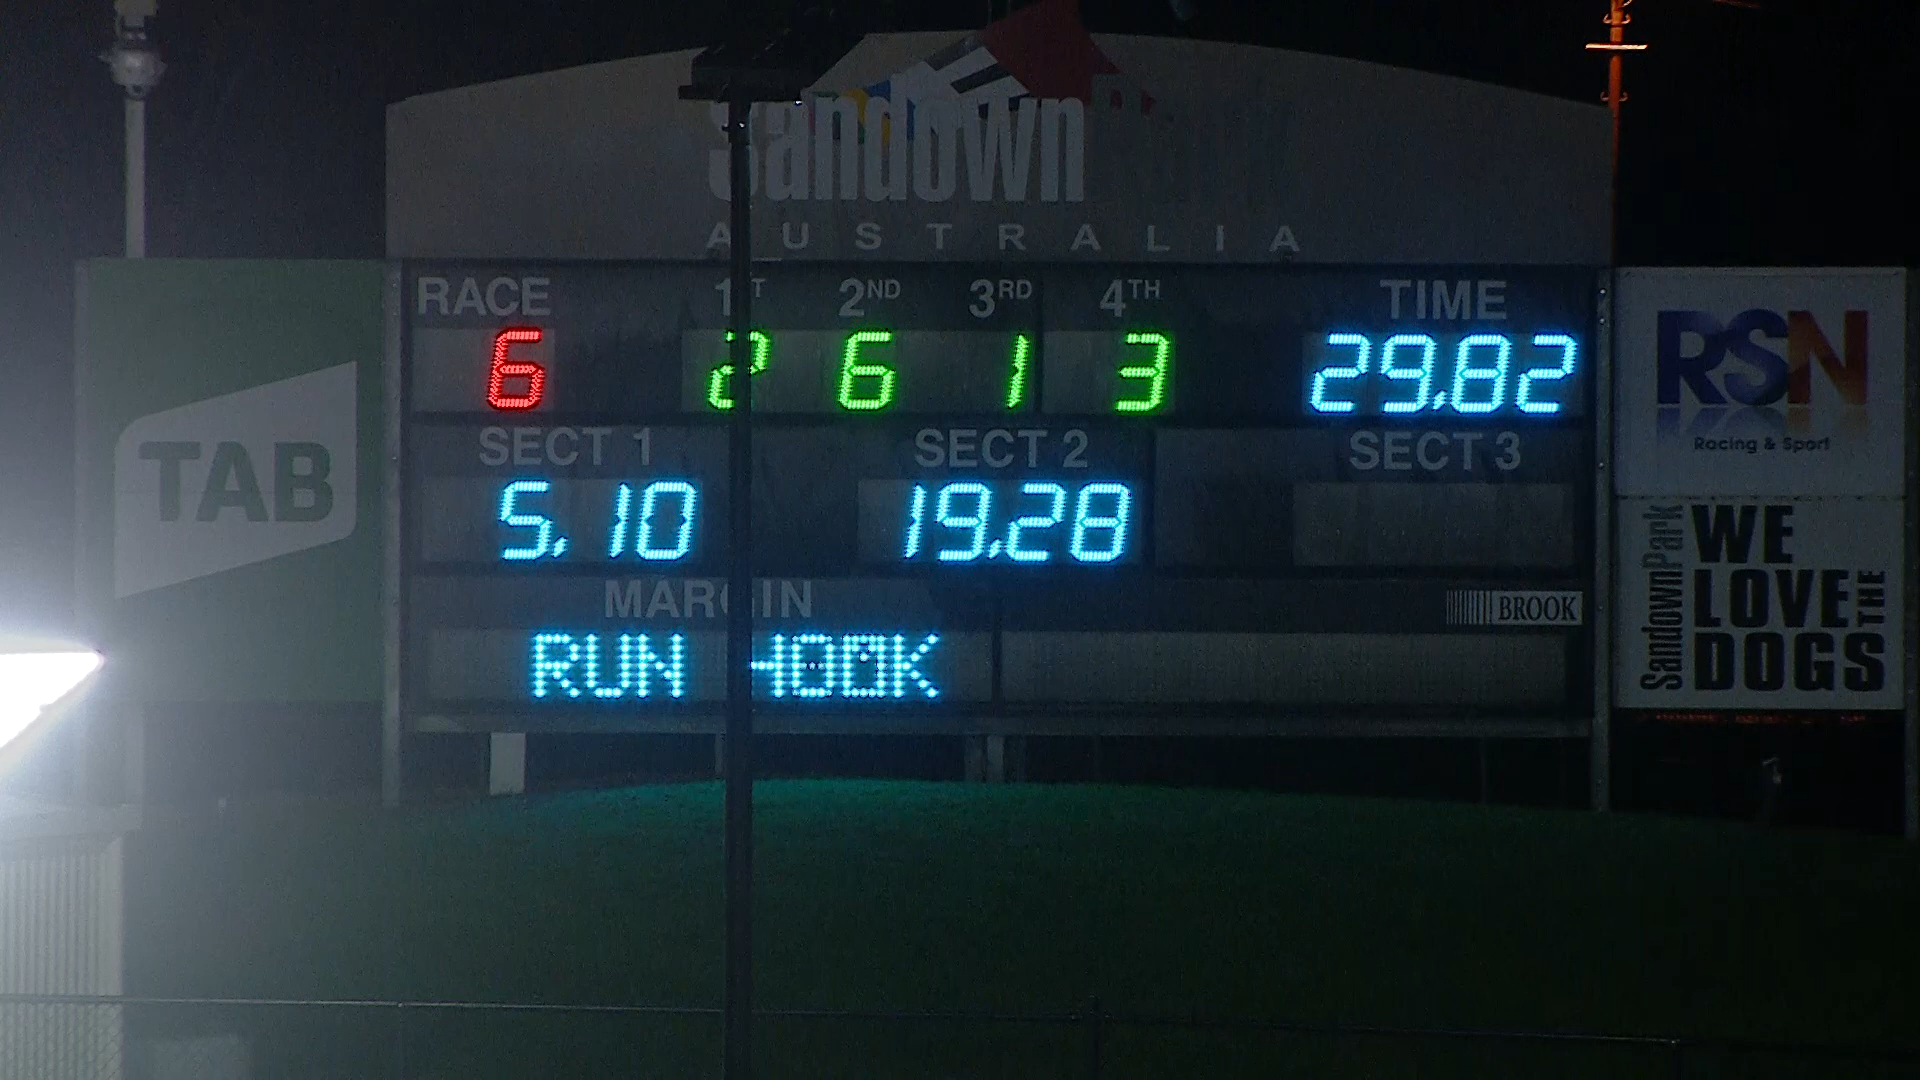 Sandown
AUSTRALIA
RACE 1ST 2ND 3RD 4TH TIME
6 2 6 1 3 29.82
SECT 1 SECT 2 SECT 3
5.10 19.28
MARGIN
RUN HOOK
BROOK
TAB
RSN
Racing & Sport
SandownPark
WE
LOVE THE
DOGS